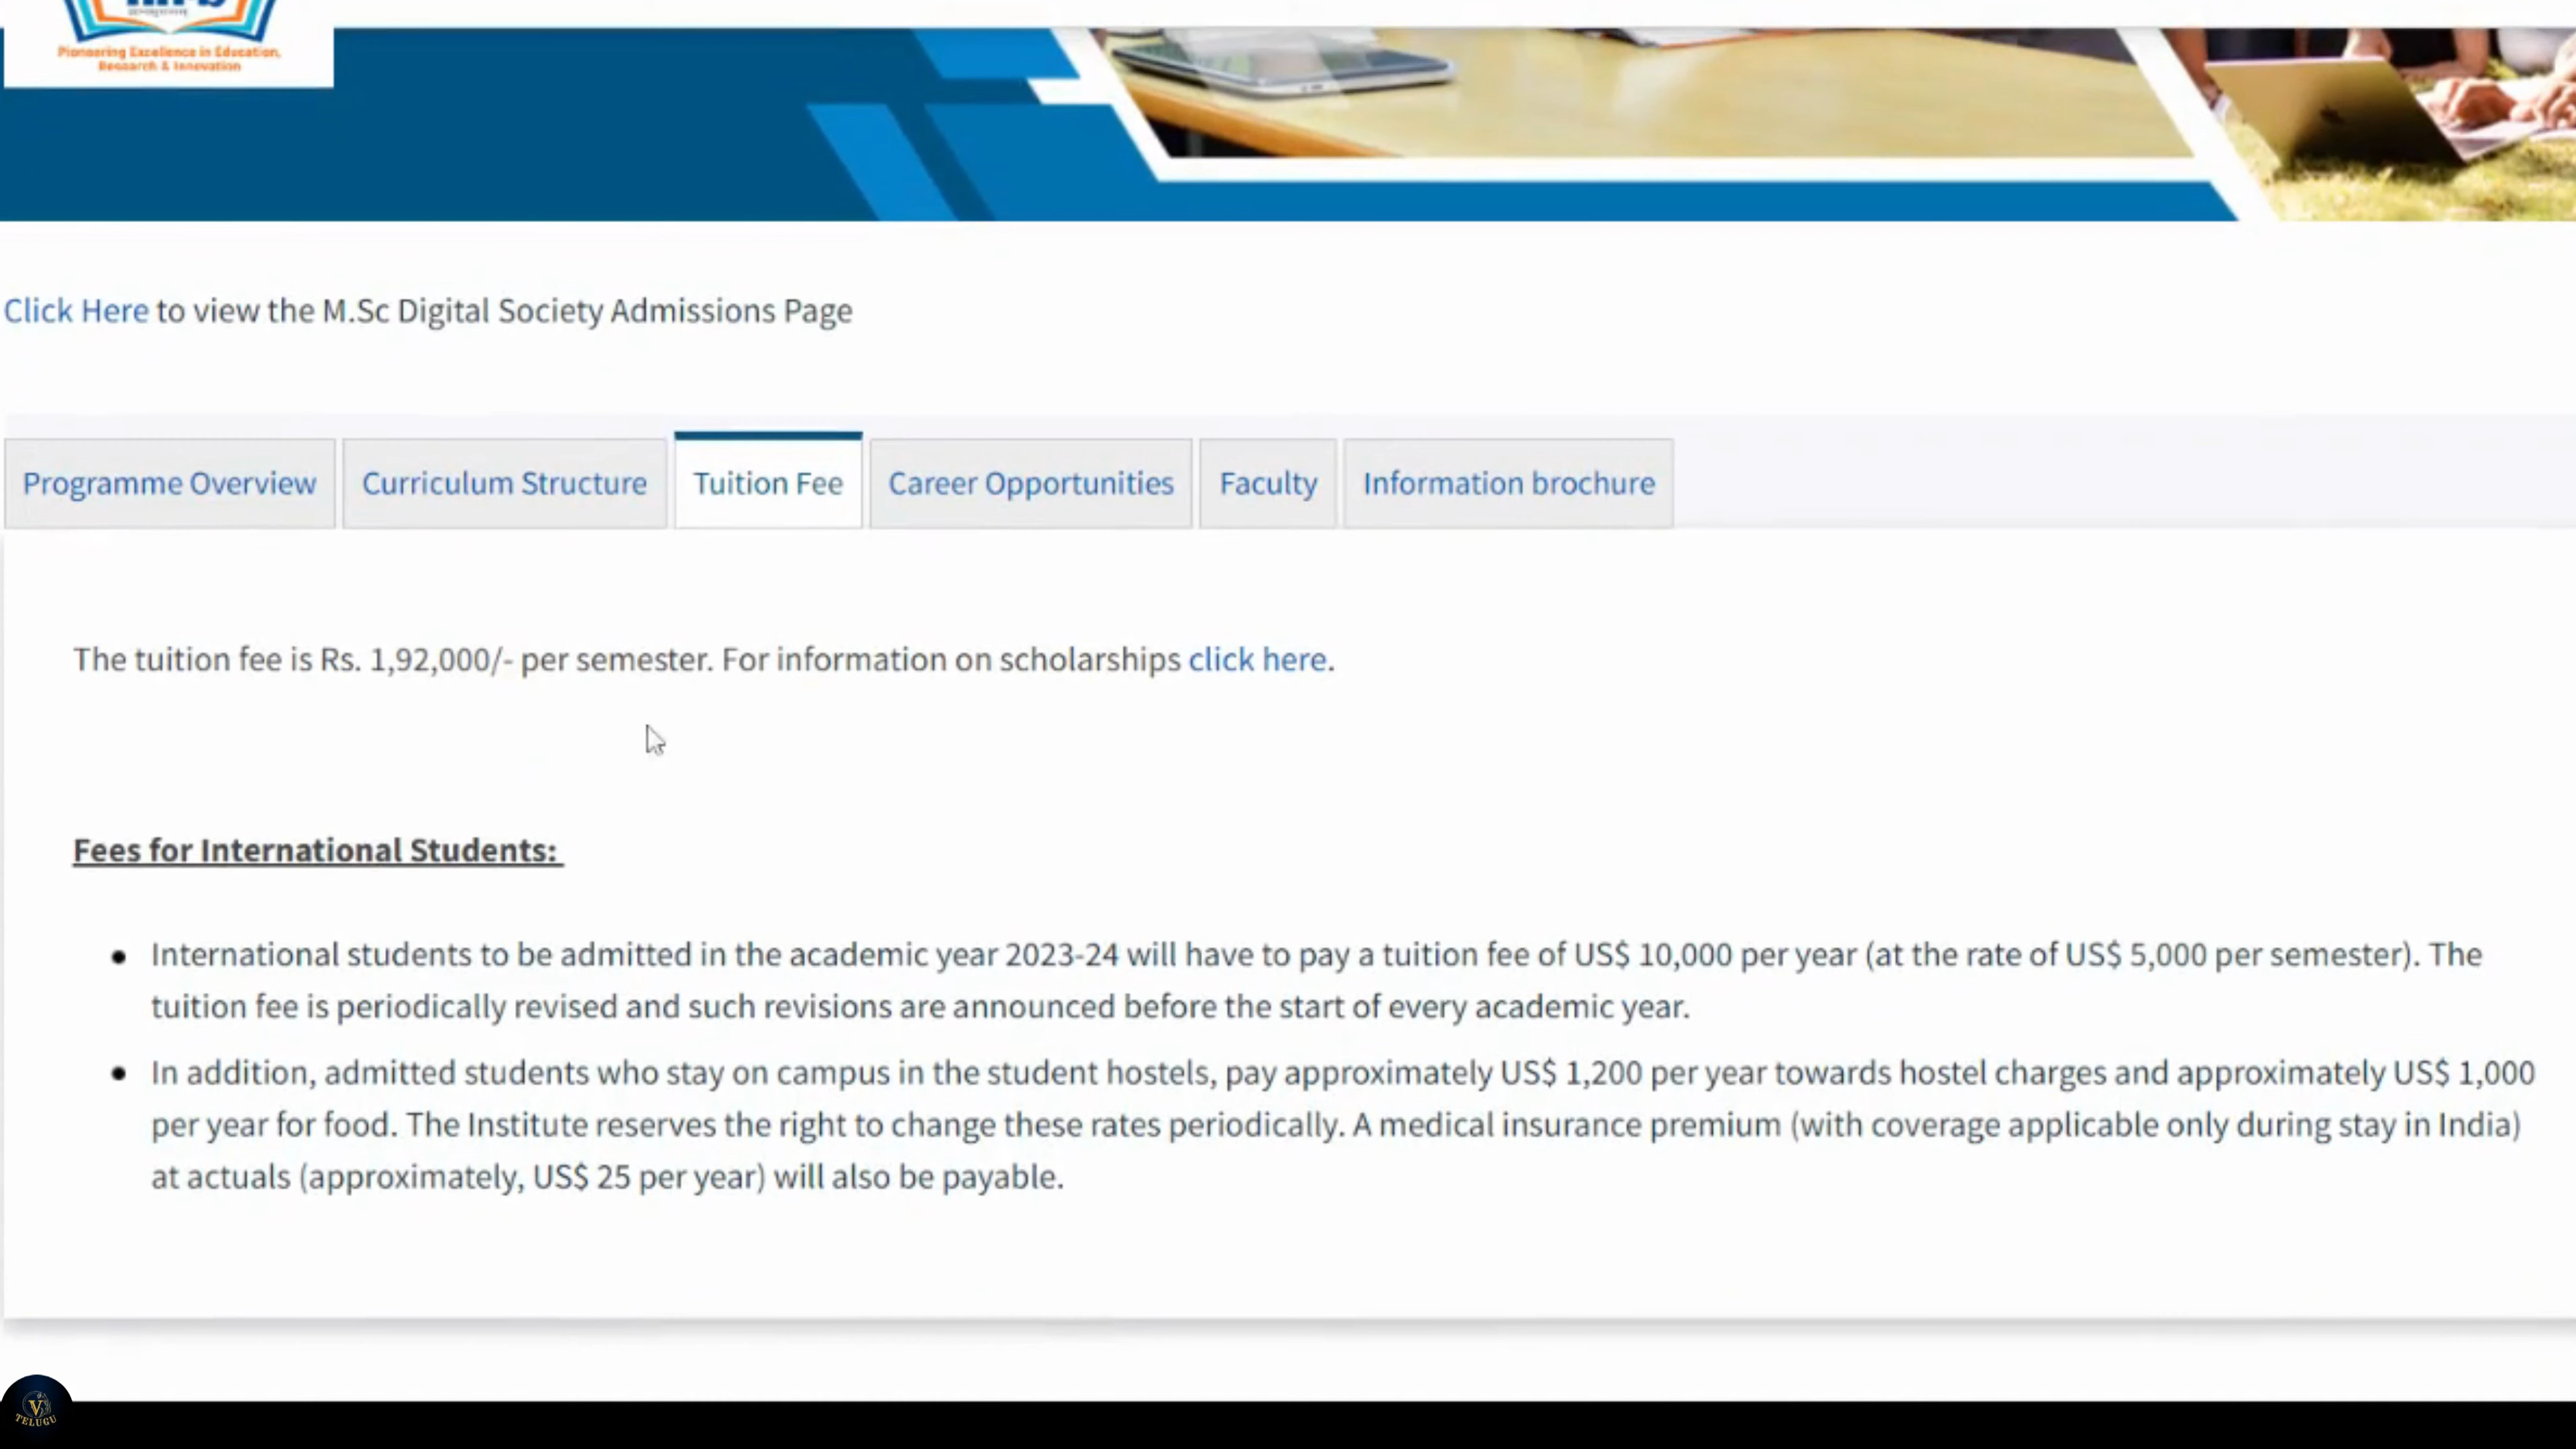 Pioneering Excellence in Education,
Research & Innovation
Click Here to view the M.Sc Digital Society Admissions Page
Programme Overview
Curriculum Structure
Tuition Fee
Career Opportunities
Faculty
Information brochure
The tuition fee is Rs. 1,92,000/- per semester. For information on scholarships click here.
Fees for International Students:
International students to be admitted in the academic year 2023-24 will have to pay a tuition fee of US$ 10,000 per year (at the rate of US$ 5,000 per semester). The
tuition fee is periodically revised and such revisions are announced before the start of every academic year.
In addition, admitted students who stay on campus in the student hostels, pay approximately US$ 1,200 per year towards hostel charges and approximately US$ 1,000
per year for food. The Institute reserves the right to change these rates periodically. A medical insurance premium (with coverage applicable only during stay in India)
at actuals (approximately, US$ 25 per year) will also be payable.
V
TELUGU